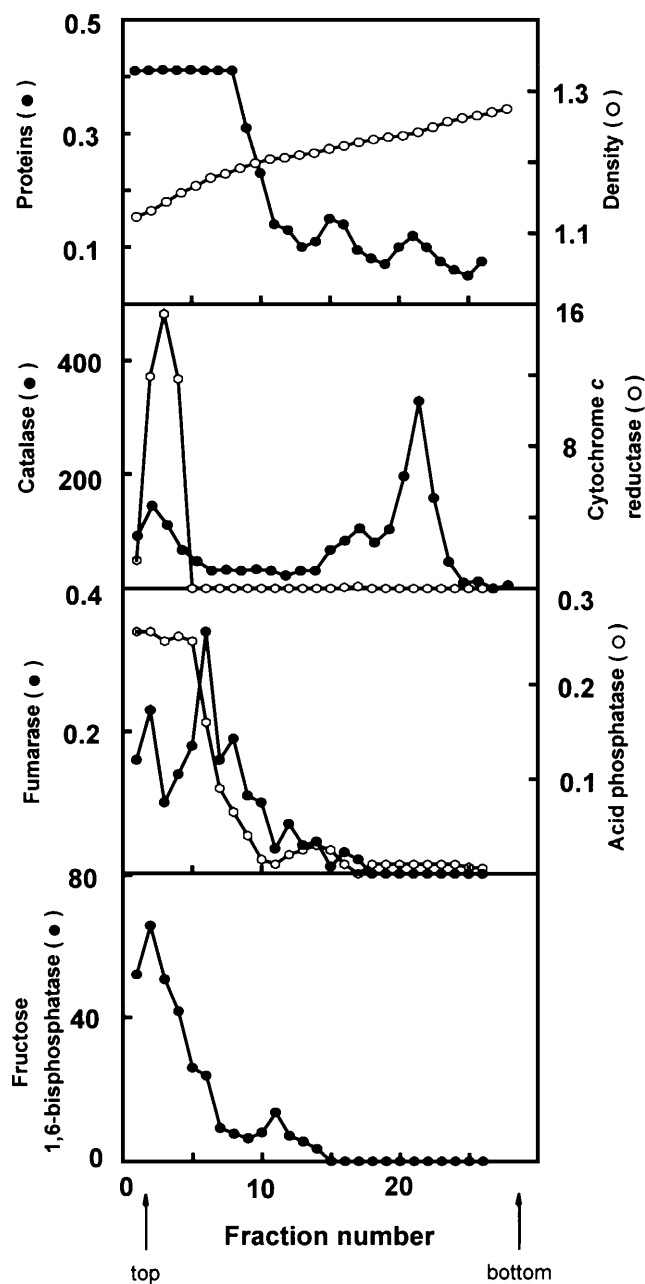 0.5
0.3
0.1
Proteins (●)
1.3
1.1
Density (○)
400
200
Catalase (●)
16
8
Cytochrome c
reductase (○)
0.4
0.2
Fumarase (●)
0.3
0.2
0.1
Acid phosphatase (○)
80
40
0
Fructose
1,6-bisphosphatase (●)
0 10 20
Fraction number
top bottom